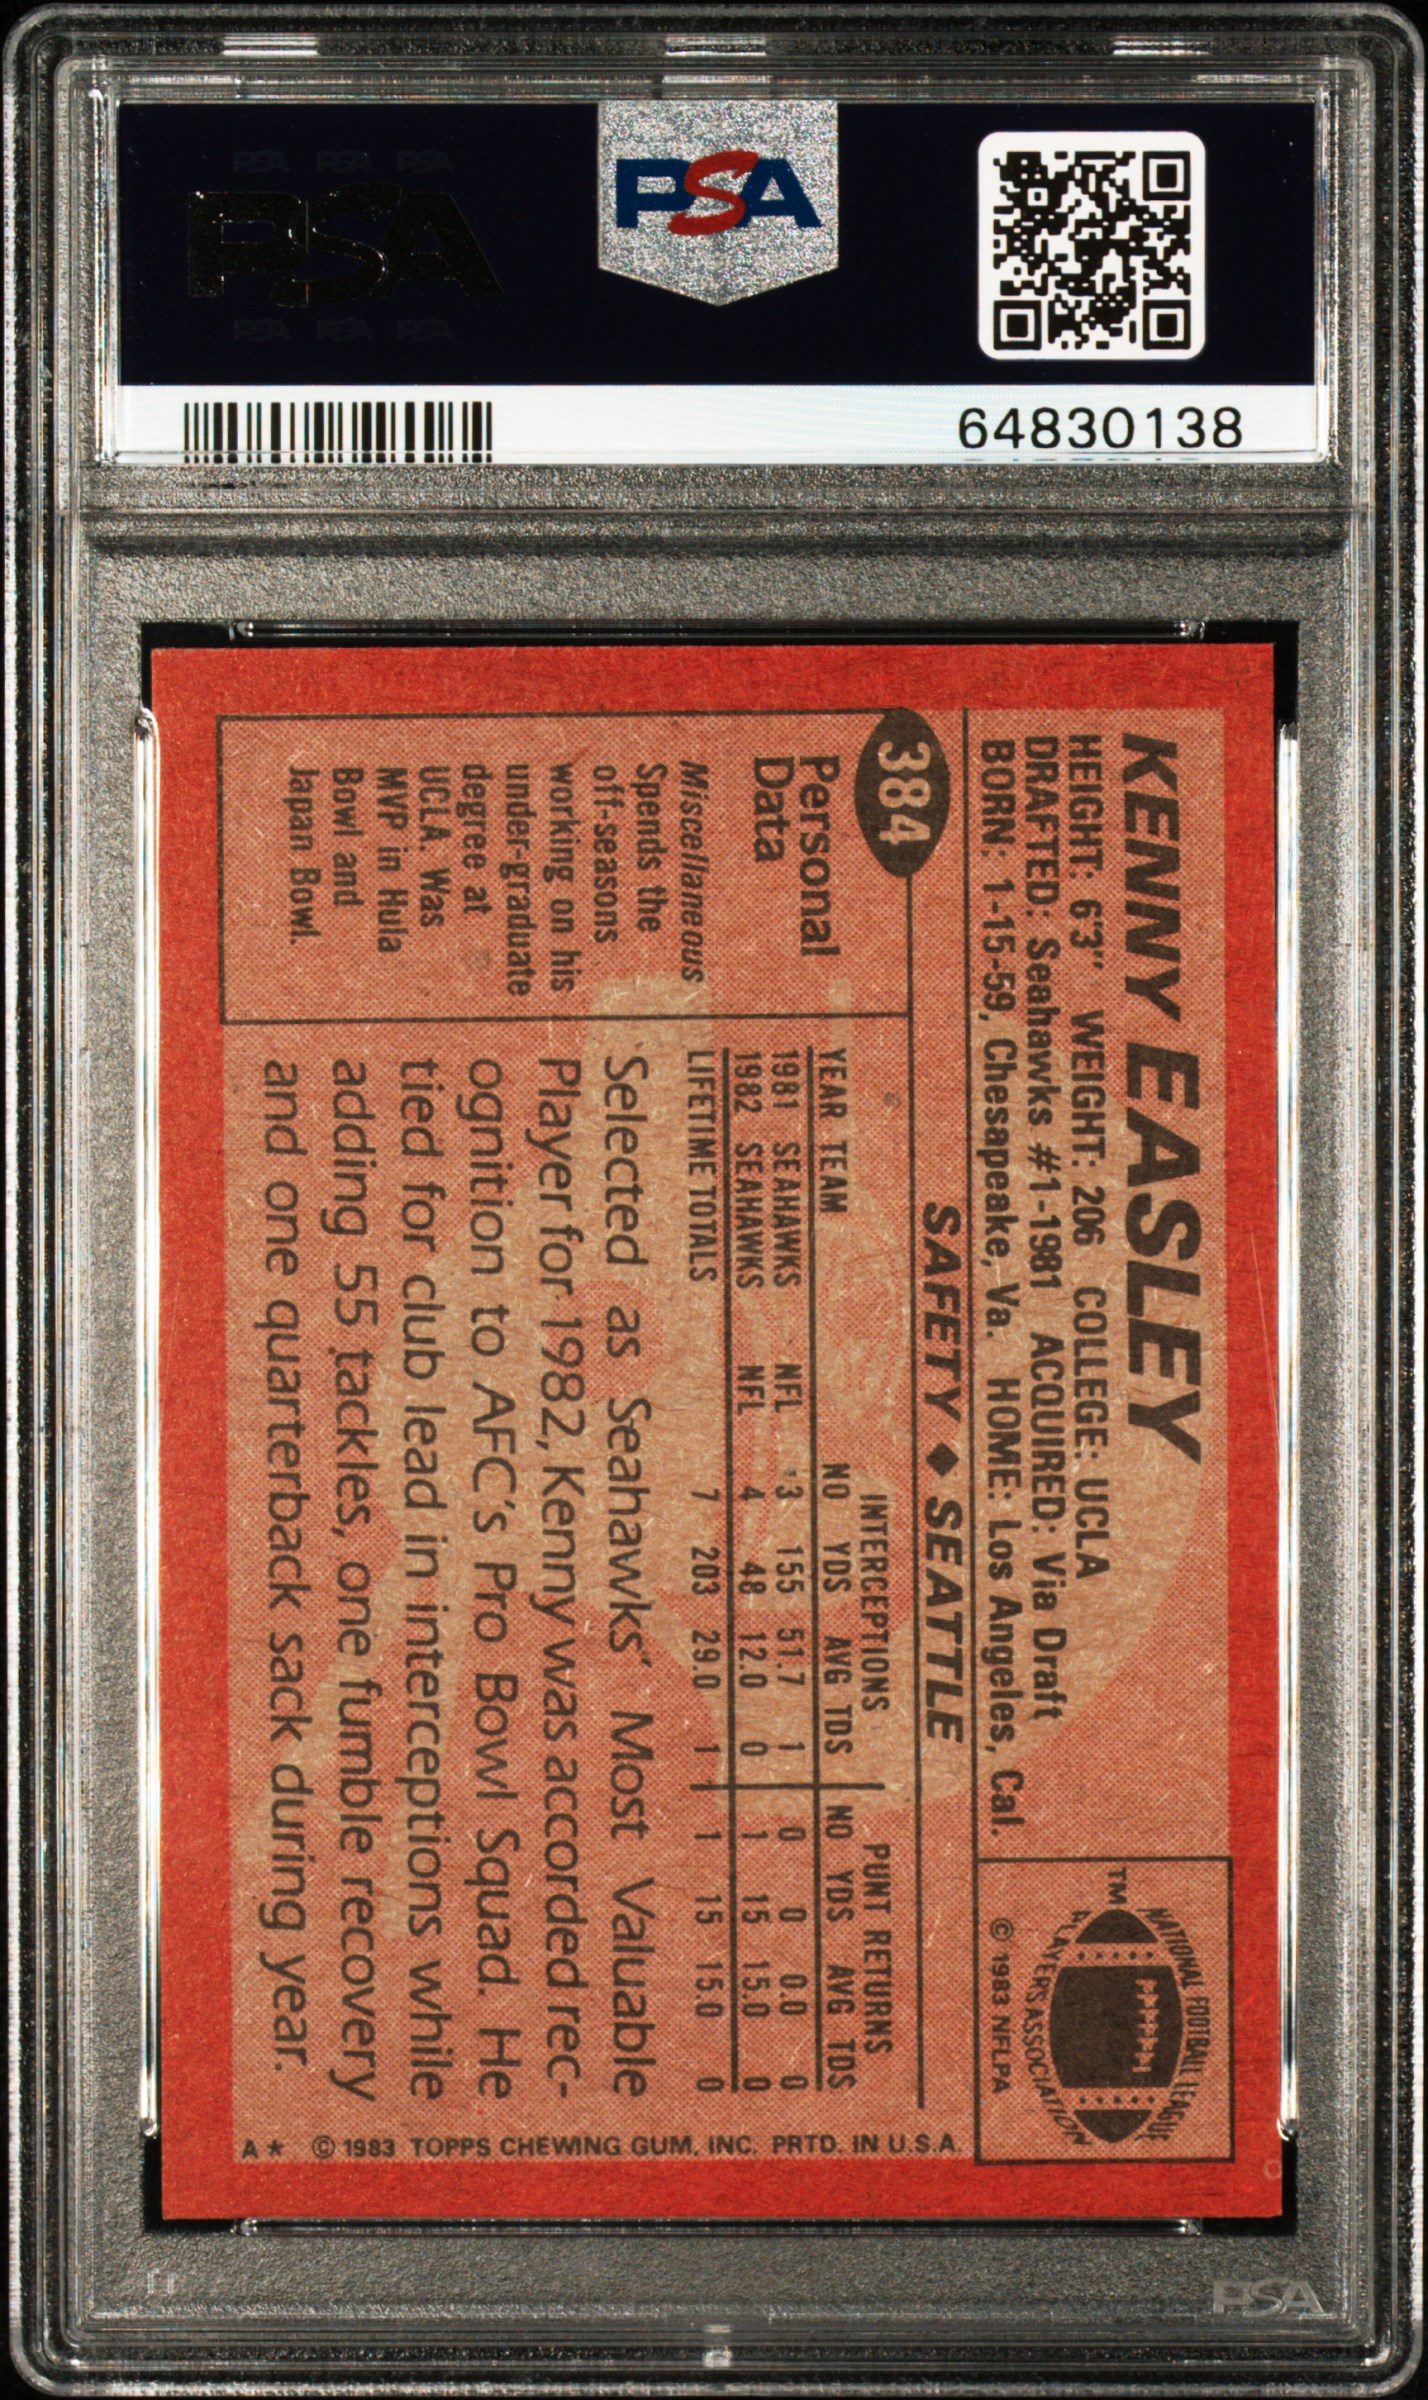 PSA PSA PSA
PSA
PSA PSA PSA
PSA
64830138
KENNY EASLEY
HEIGHT: 6'3" WEIGHT: 206 COLLEGE: UCLA
DRAFTED: Seahawks #1-1981 ACQUIRED: Via Draft
BORN: 1-15-59, Chesapeake, Va. HOME: Los Angeles, Cal.
NATIONAL FOOTBALL LEAGUE
PLAYERS ASSOCIATION
TM
© 1983 NFLPA
384
SAFETY ◆ SEATTLE
Personal
Data
Miscellaneous
Spends the
off-seasons
working on his
under-graduate
degree at
UCLA. Was
MVP in Hula
Bowl and
Japan Bowl.
INTERCEPTIONS PUNT RETURNS
YEAR TEAM NO YDS AVG TDS NO YDS AVG TDS
1981 SEAHAWKS NFL 3 155 51.7 1 0 0 0.0 0
1982 SEAHAWKS NFL 4 48 12.0 0 1 15 15.0 0
LIFETIME TOTALS 7 203 29.0 1 1 15 15.0 0
Selected as Seahawks' Most Valuable
Player for 1982, Kenny was accorded rec-
ognition to AFC's Pro Bowl Squad. He
tied for club lead in interceptions while
adding 55 tackles, one fumble recovery
and one quarterback sack during year.
A* © 1983 TOPPS CHEWING GUM, INC. PRTD. IN U.S.A.
PSA